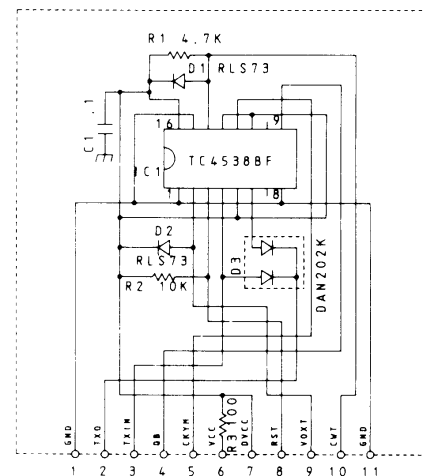 R1 4.7K
D1 RLS73
.1
C1
16 9
IC1 TC4538BF
1 8
D2
RLS73
R2 10K
D3
DAN202K
R3 100
GND TXO TXIN QB CKYM VCC DVCC RST VOXT CWT GND
1 2 3 4 5 6 7 8 9 10 11